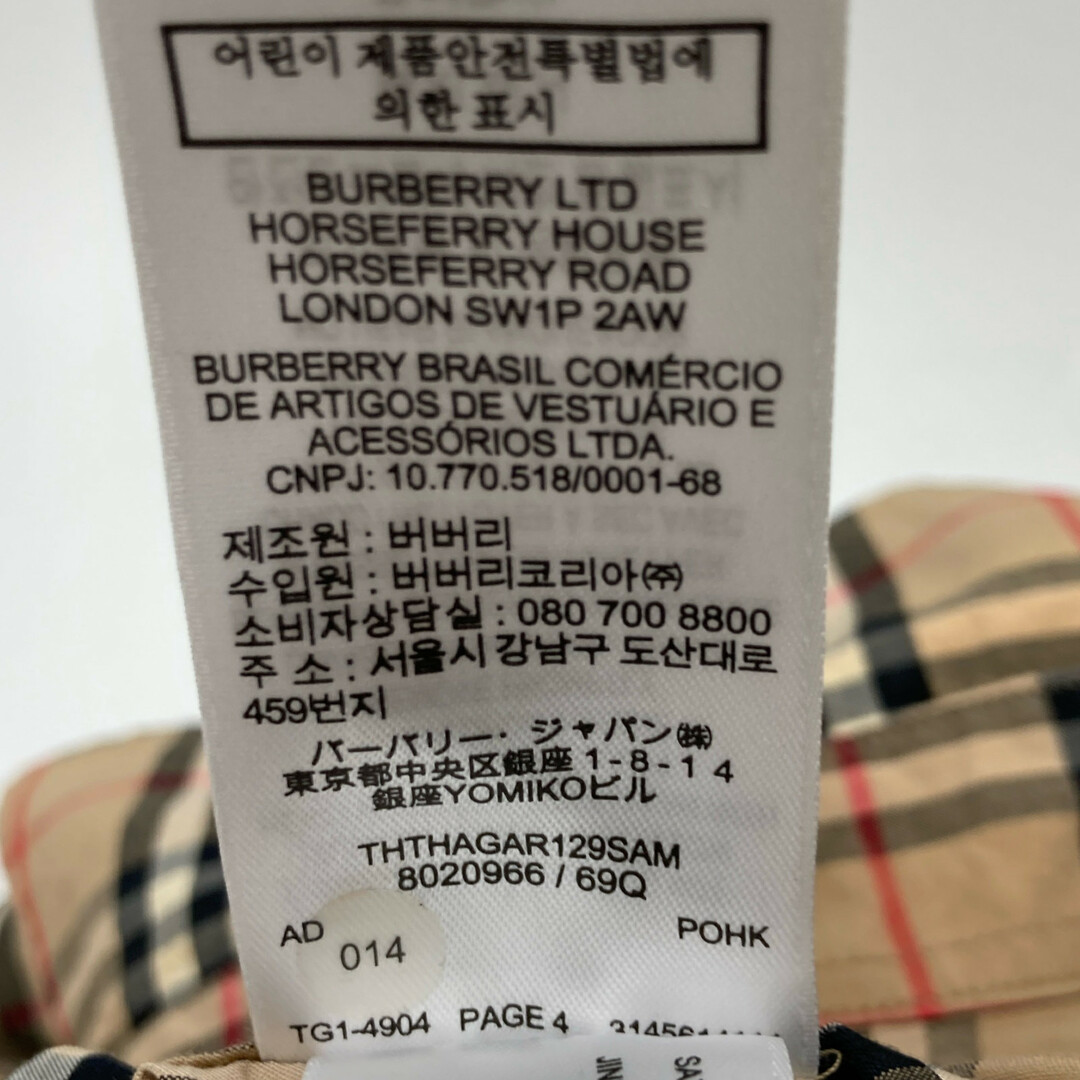 어린이 제품안전특별법에
의한 표시
BURBERRY LTD
HORSEFERRY HOUSE
HORSEFERRY ROAD
LONDON SW1P 2AW
BURBERRY BRASIL COMÉRCIO
DE ARTIGOS DE VESTUÁRIO E
ACESSÓRIOS LTDA.
CNPJ: 10.770.518/0001-68
제조원 : 버버리
수입원 : 버버리코리아㈜
소비자상담실 : 080 700 8800
주 소 : 서울시 강남구 도산대로
459번지
バーバリー・ジャパン㈱
東京都中央区銀座1-8-14
銀座YOMIKOビル
THTHAGAR129SAM
8020966 / 69Q
AD 014 POHK
TG1-4904 PAGE 4